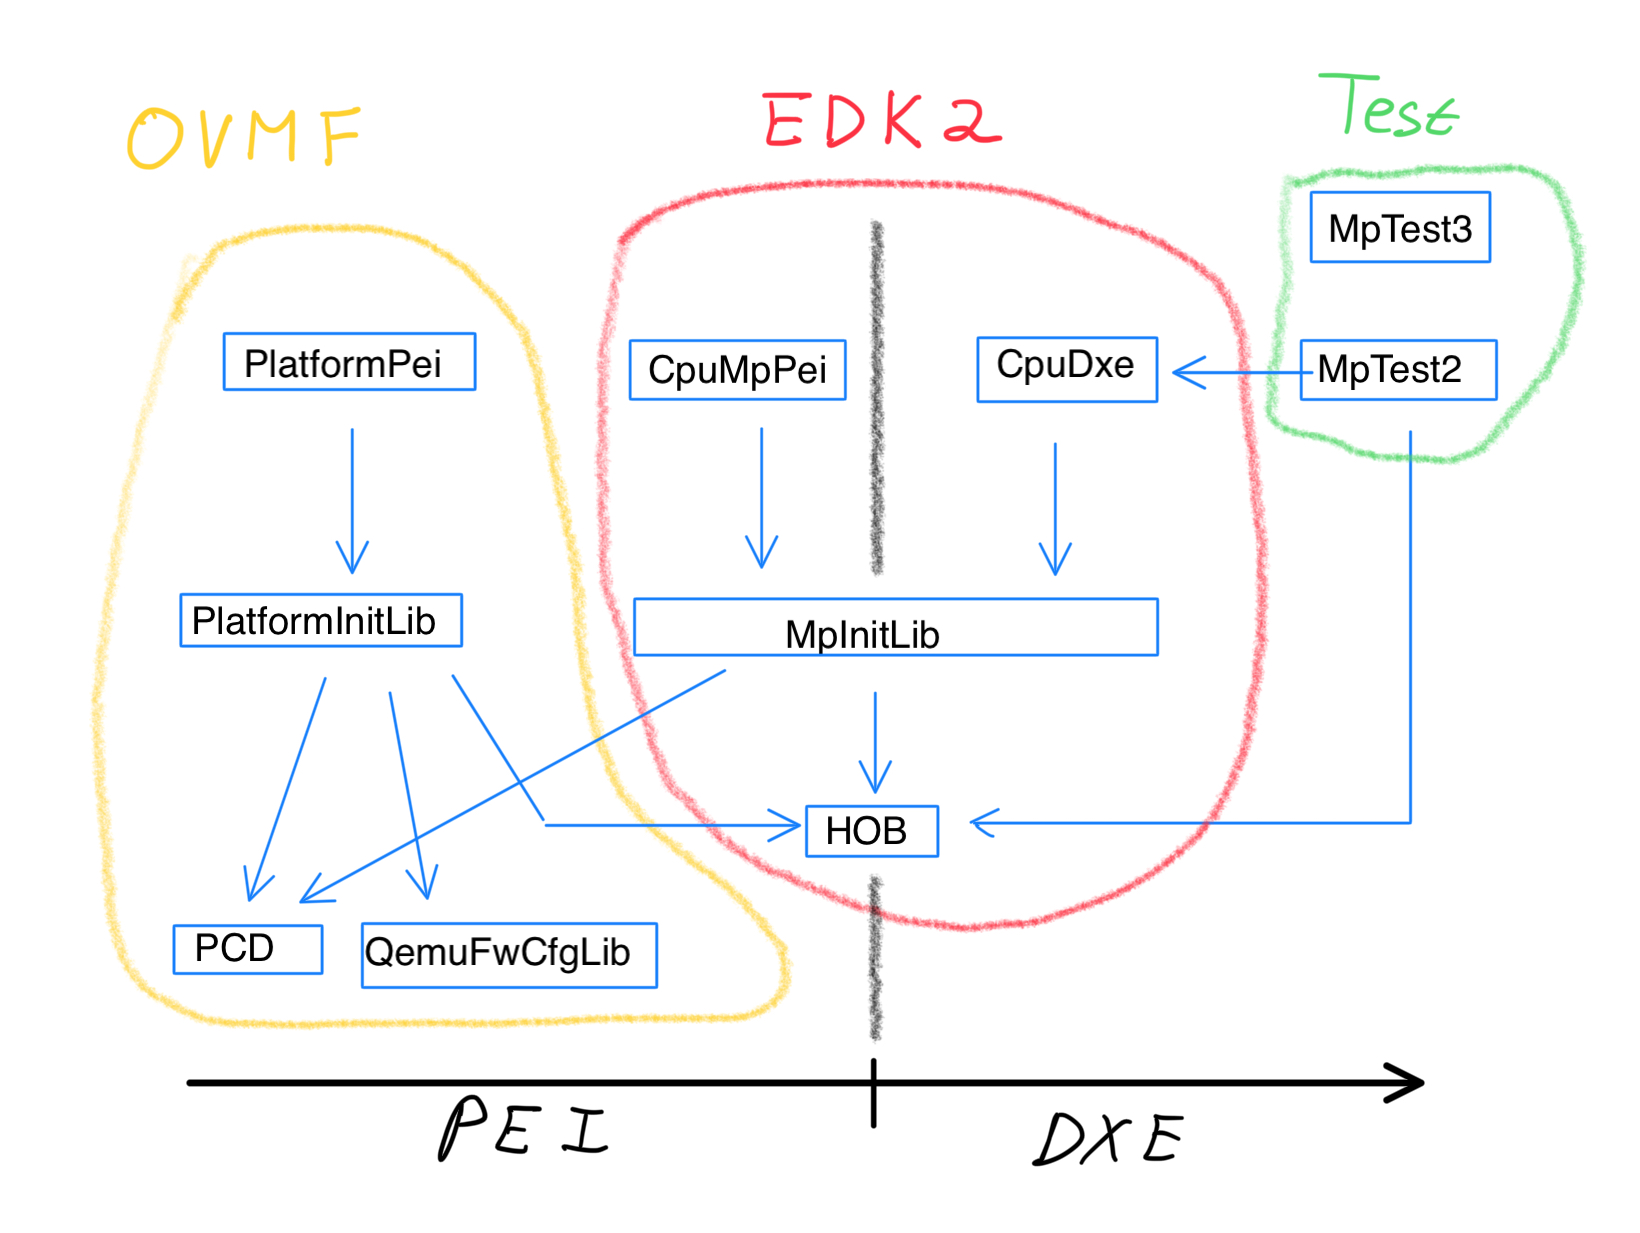 OVMF
EDK2
Test
MpTest3
PlatformPei
CpuMpPei
CpuDxe
MpTest2
PlatformInitLib
MpInitLib
HOB
PCD
QemuFwCfgLib
PEI
DXE